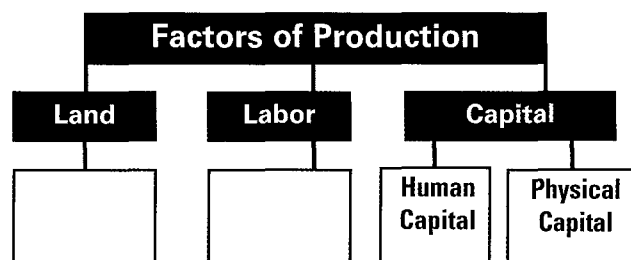 Factors of Production
Land
Labor
Capital
Human
Capital
Physical
Capital